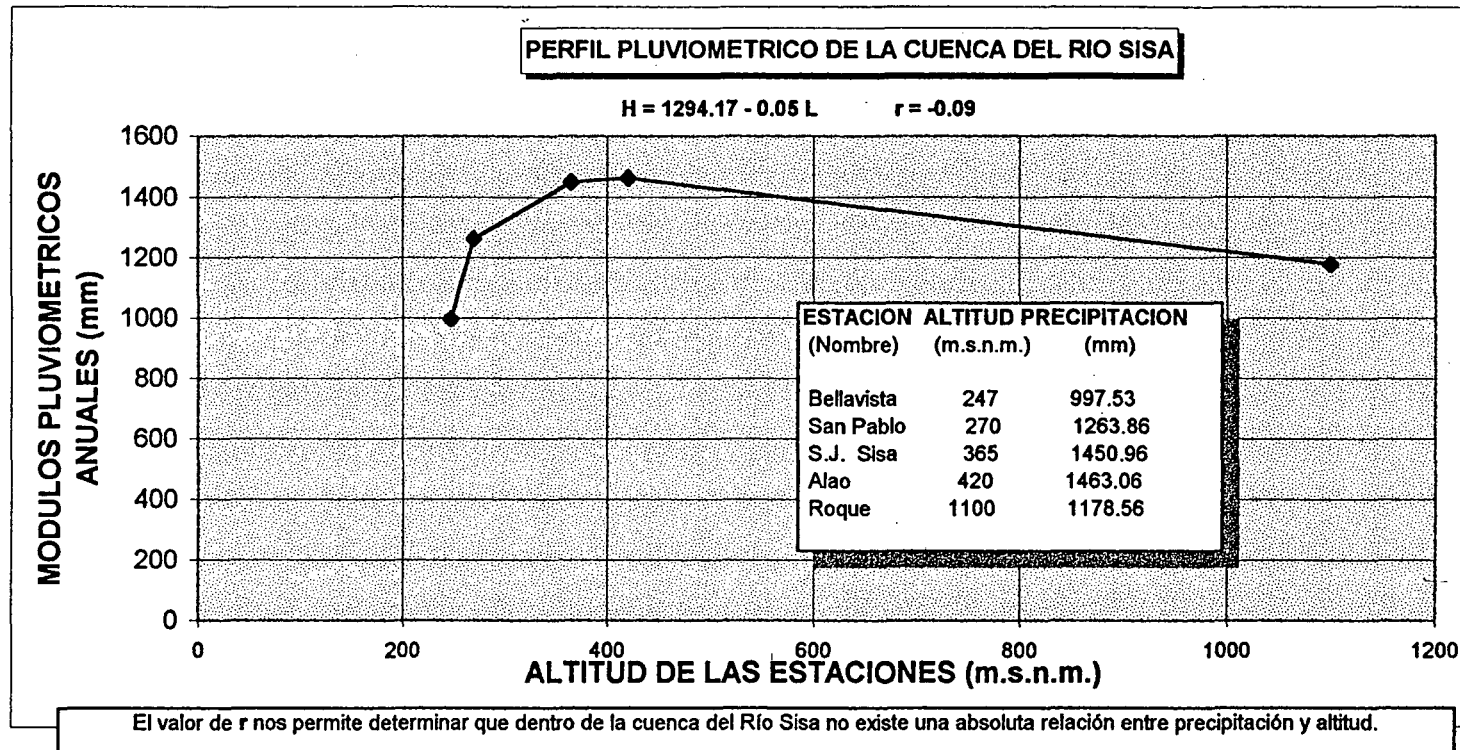 PERFIL PLUVIOMETRICO DE LA CUENCA DEL RIO SISA
H = 1294.17 - 0.05 L r = -0.09
MODULOS PLUVIOMETRICOS
ANUALES (mm)
1600
1400
1200
1000
800
600
400
200
0
ESTACION ALTITUD PRECIPITACION
(Nombre) (m.s.n.m.) (mm)
Bellavista 247 997.53
San Pablo 270 1263.86
S.J. Sisa 365 1450.96
Alao 420 1463.06
Roque 1100 1178.56
0 200 400 600 800 1000 1200
ALTITUD DE LAS ESTACIONES (m.s.n.m.)
El valor de r nos permite determinar que dentro de la cuenca del Río Sisa no existe una absoluta relación entre precipitación y altitud.